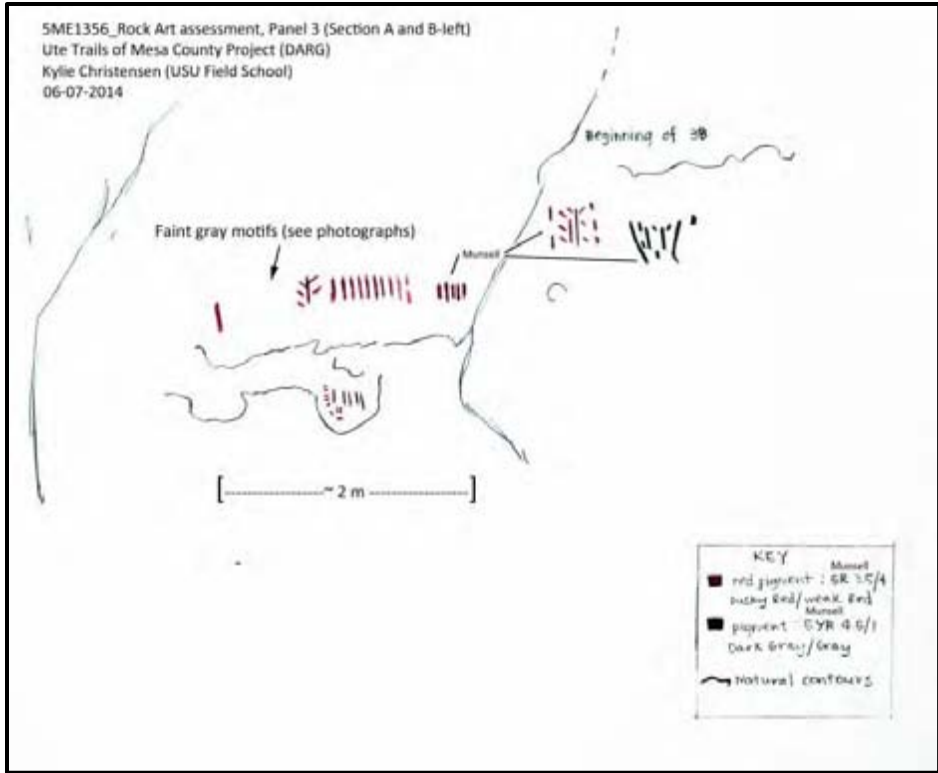 5ME1356_Rock Art assessment, Panel 3 (Section A and B-left)
Ute Trails of Mesa County Project (DARG)
Kylie Christensen (USU Field School)
06-07-2014
Beginning of 3B
Faint gray motifs (see photographs)
Munsell
~ 2 m
KEY
Munsell
red pigment : 5R 3.5/4
Dusky Red/weak Red
Munsell
pigment : 5YR 4.5/1
Dark Gray/Gray
Natural contours